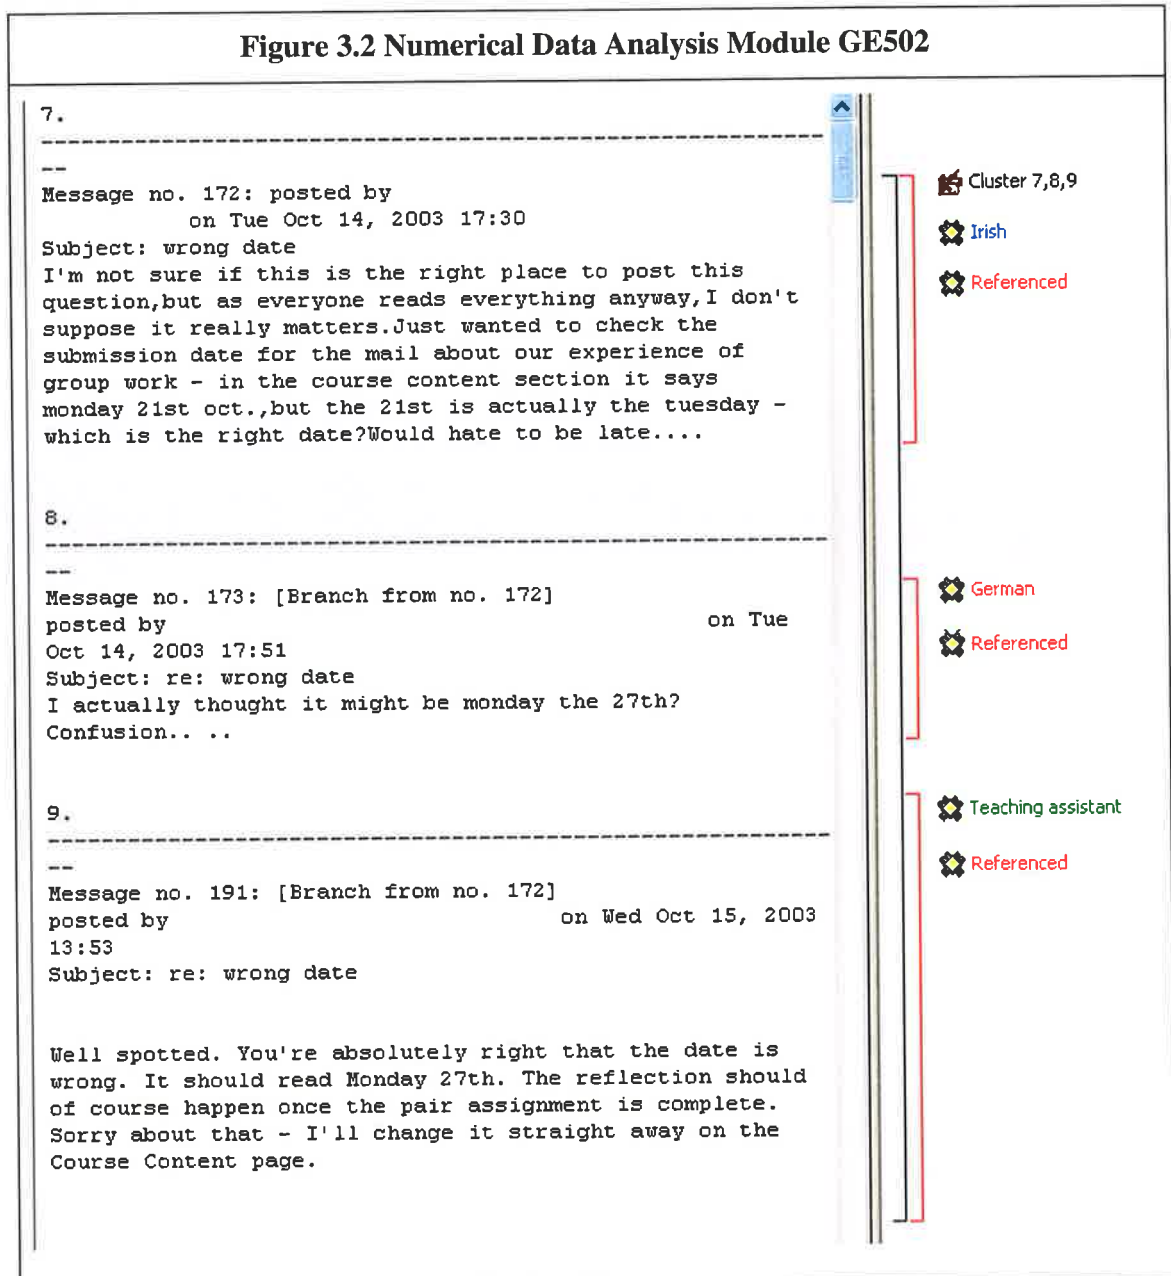 Figure 3.2 Numerical Data Analysis Module GE502
7.
----------------------------------------------------------
--
Message no. 172: posted by
on Tue Oct 14, 2003 17:30
Subject: wrong date
I'm not sure if this is the right place to post this
question,but as everyone reads everything anyway,I don't
suppose it really matters.Just wanted to check the
submission date for the mail about our experience of
group work - in the course content section it says
monday 21st oct.,but the 21st is actually the tuesday -
which is the right date?Would hate to be late....
Cluster 7,8,9
Irish
Referenced
8.
----------------------------------------------------------
--
Message no. 173: [Branch from no. 172]
posted by on Tue
Oct 14, 2003 17:51
Subject: re: wrong date
I actually thought it might be monday the 27th?
Confusion.. ..
German
Referenced
9.
----------------------------------------------------------
--
Message no. 191: [Branch from no. 172]
posted by on Wed Oct 15, 2003
13:53
Subject: re: wrong date
Well spotted. You're absolutely right that the date is
wrong. It should read Monday 27th. The reflection should
of course happen once the pair assignment is complete.
Sorry about that - I'll change it straight away on the
Course Content page.
Teaching assistant
Referenced